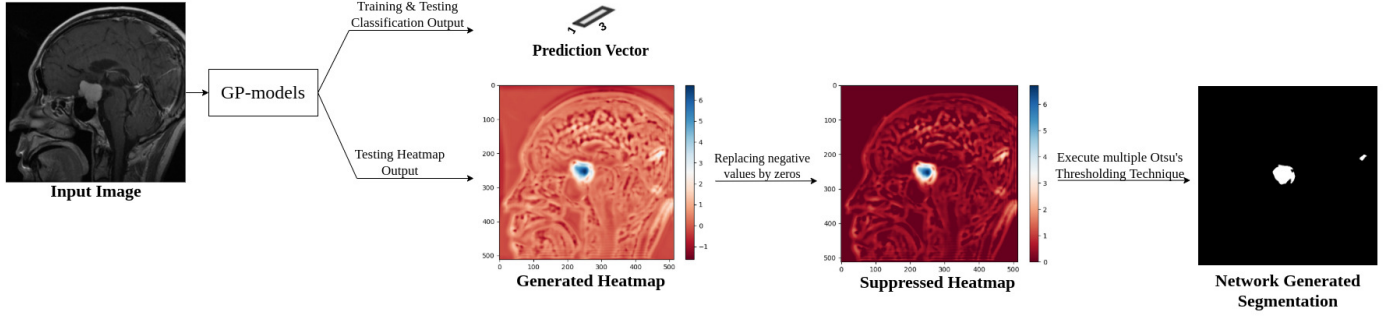 Training & Testing
Classification Output
1
3
Prediction Vector
GP-models
Input Image
Testing Heatmap
Output
0
100
200
300
400
500
0
100
200
300
400
500
6
5
4
3
2
1
0
−1
Generated Heatmap
Replacing negative
values by zeros
0
100
200
300
400
500
0
100
200
300
400
500
6
5
4
3
2
1
0
Suppressed Heatmap
Execute multiple Otsu's
Thresholding Technique
Network Generated
Segmentation